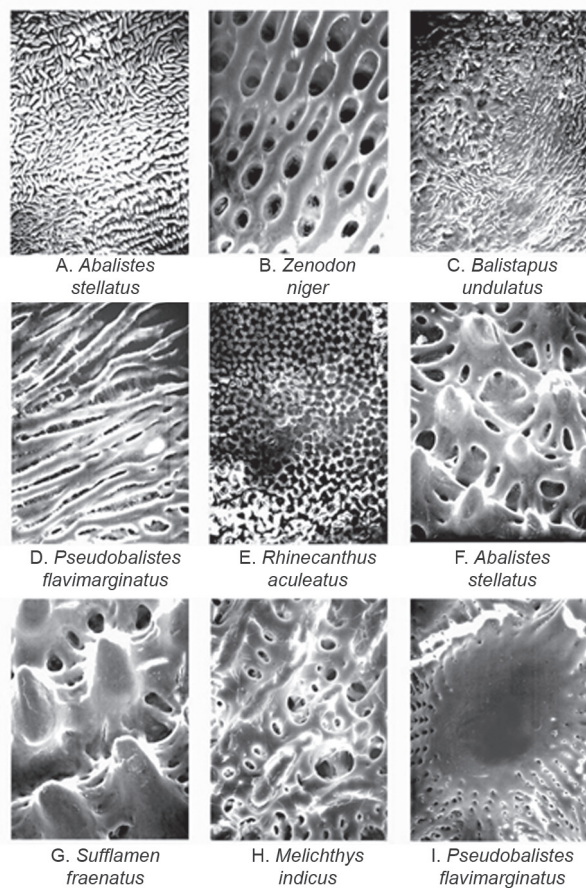 A. Abalistes
stellatus
B. Zenodon
niger
C. Balistapus
undulatus
D. Pseudobalistes
flavimarginatus
E. Rhinecanthus
aculeatus
F. Abalistes
stellatus
G. Sufflamen
fraenatus
H. Melichthys
indicus
I. Pseudobalistes
flavimarginatus